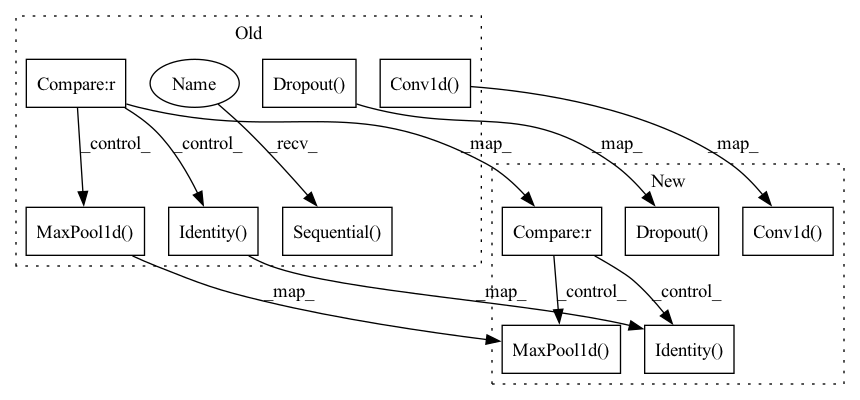 Old
Compare:r
Name
Dropout()
Conv1d()
_control_
_control_
_recv_
_map_
_map_
_map_
New
MaxPool1d()
Identity()
Sequential()
Compare:r
Dropout()
Conv1d()
_map_
_map_
_control_
_control_
MaxPool1d()
Identity()